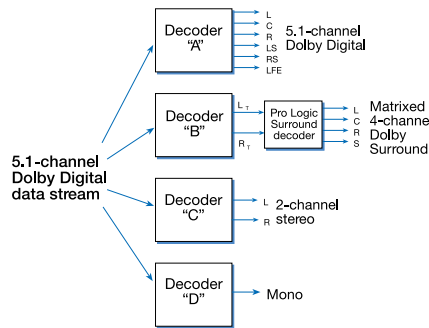 5.1-channel
Dolby Digital
data stream
Decoder
“A”
L
C
R
LS
RS
LFE
5.1-channel
Dolby Digital
Decoder
“B”
LT
RT
Pro Logic
Surround
decoder
L
C
R
S
Matrixed
4-channe
Dolby
Surround
Decoder
“C”
L
R
2-channel
stereo
Decoder
“D”
Mono